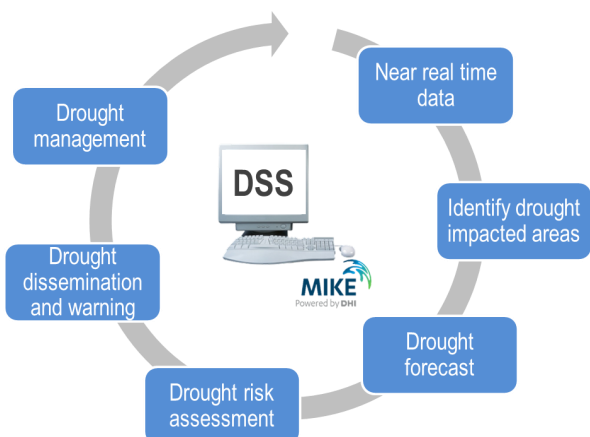 Near real time
data
Identify drought
impacted areas
Drought
forecast
Drought risk
assessment
Drought
dissemination
and warning
Drought
management
DSS
MIKE
Powered by DHI